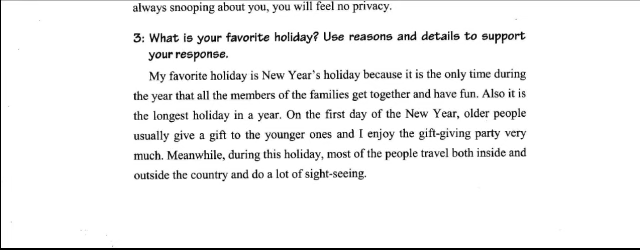 always snooping about you, you will feel no privacy.
3: What is your favorite holiday? Use reasons and details to support
your response.
My favorite holiday is New Year's holiday because it is the only time during
the year that all the members of the families get together and have fun. Also it is
the longest holiday in a year. On the first day of the New Year, older people
usually give a gift to the younger ones and I enjoy the gift-giving party very
much. Meanwhile, during this holiday, most of the people travel both inside and
outside the country and do a lot of sight-seeing.